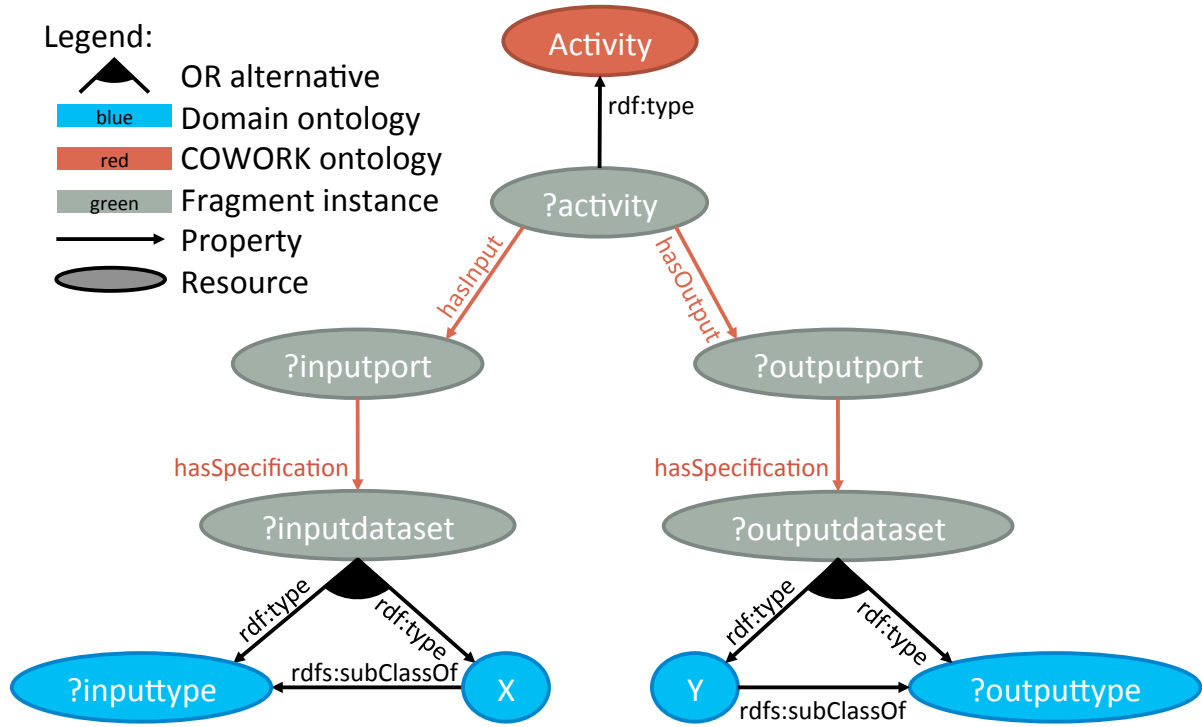 Legend:
OR alternative
blue
Domain ontology
red
COWORK ontology
green
Fragment instance
Property
Resource
Activity
rdf:type
?activity
hasInput
hasOutput
?inputport
?outputport
hasSpecification
hasSpecification
?inputdataset
?outputdataset
rdf:type
rdf:type
rdf:type
rdf:type
?inputtype
rdfs:subClassOf
X
Y
rdfs:subClassOf
?outputtype